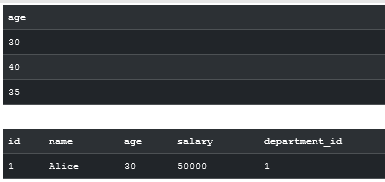 age
30
40
35
id name age salary department_id
1 Alice 30 50000 1